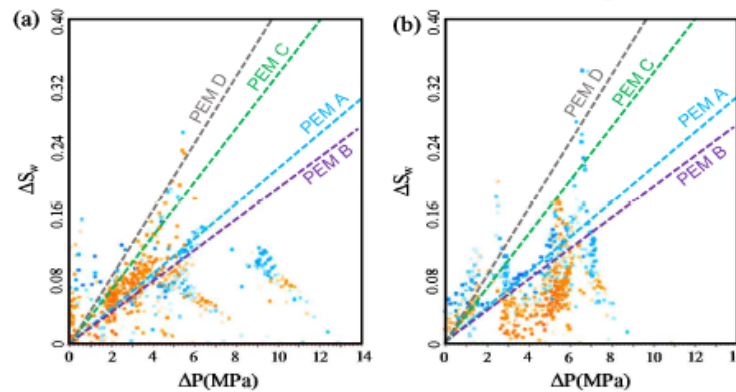 (a)
0.40
0.32
0.24
0.16
0.08
0
ΔSw
PEM D
PEM C
PEM A
PEM B
0 2 4 6 8 10 12 14
ΔP(MPa)
(b)
0.40
0.32
0.24
0.16
0.08
0
ΔSw
PEM D
PEM C
PEM A
PEM B
0 2 4 6 8 10 12 14
ΔP(MPa)